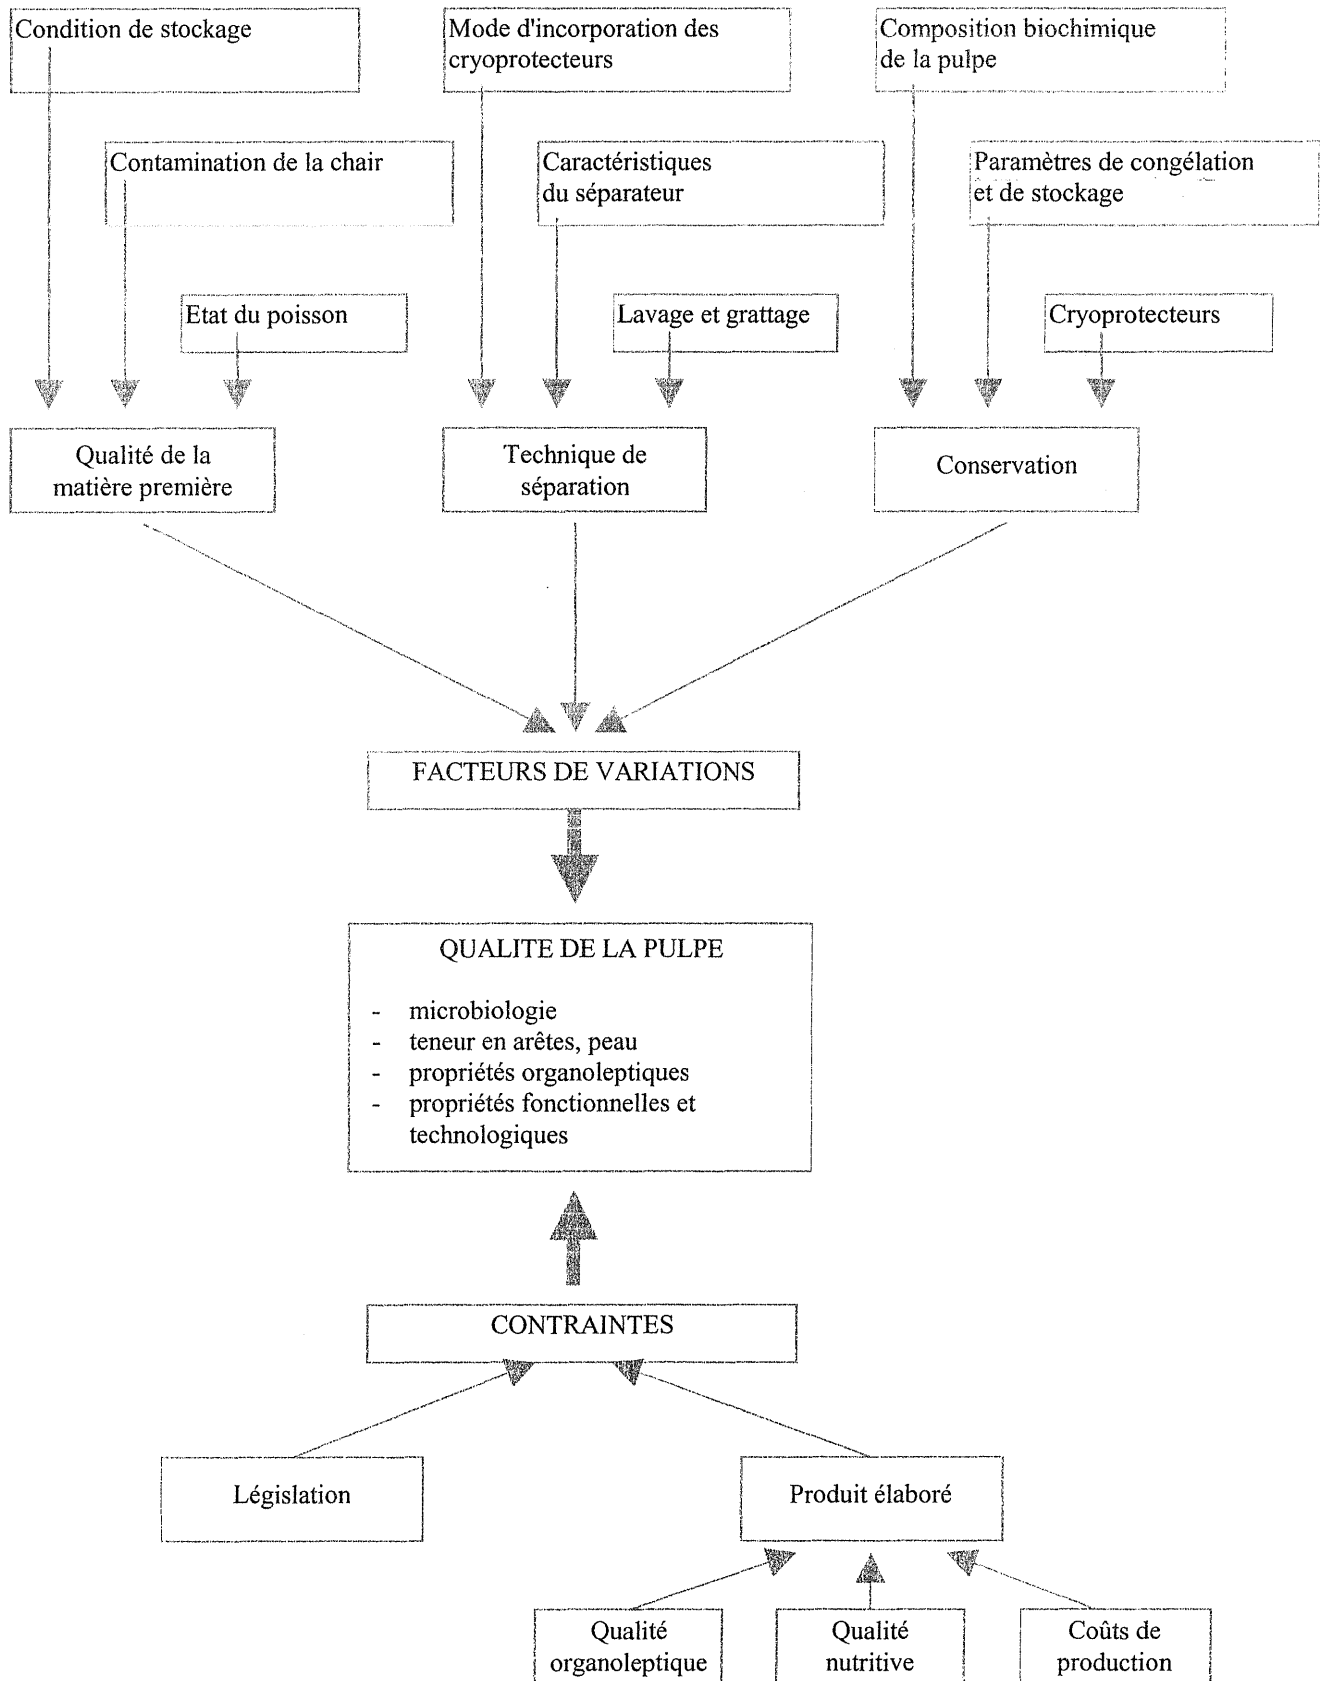 Condition de stockage
Mode d'incorporation des
cryoprotecteurs
Composition biochimique
de la pulpe
Contamination de la chair
Caractéristiques
du séparateur
Paramètres de congélation
et de stockage
Etat du poisson
Lavage et grattage
Cryoprotecteurs
Qualité de la
matière première
Technique de
séparation
Conservation
FACTEURS DE VARIATIONS
QUALITE DE LA PULPE
- microbiologie
- teneur en arêtes, peau
- propriétés organoleptiques
- propriétés fonctionnelles et
technologiques
CONTRAINTES
Législation
Produit élaboré
Qualité
organoleptique
Qualité
nutritive
Coûts de
production